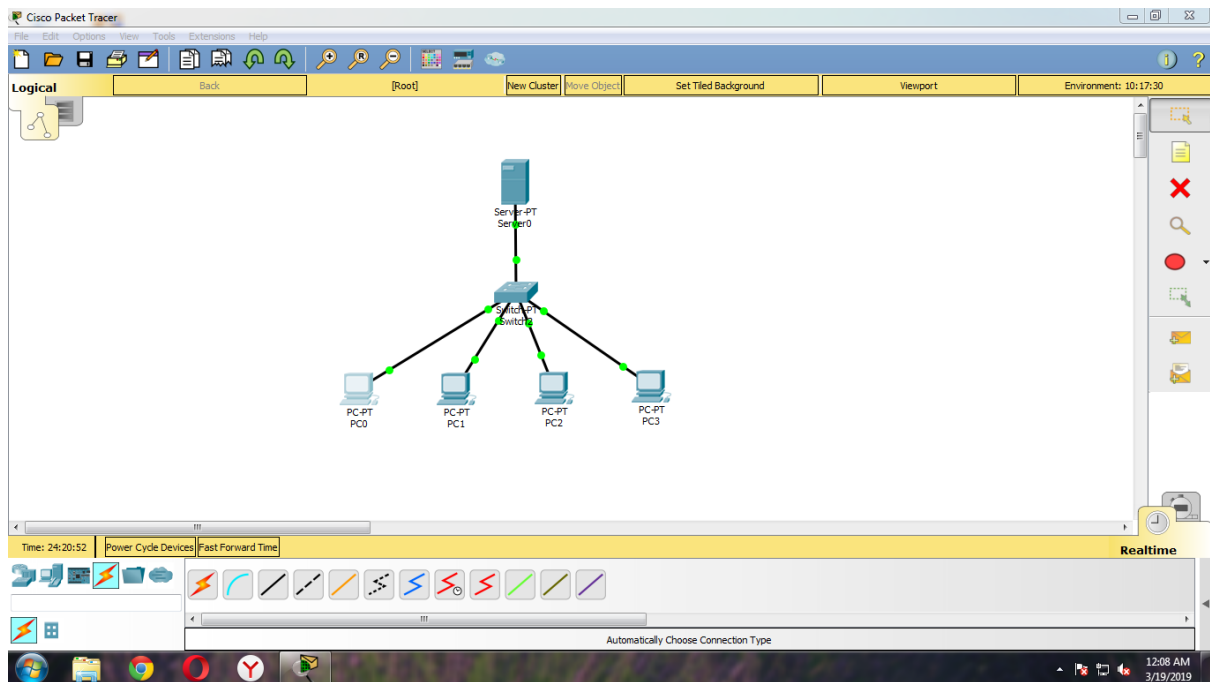 Cisco Packet Tracer
File Edit Options View Tools Extensions Help
Logical Back [Root] New Cluster Move Object Set Tiled Background Viewport Environment: 10:17:30
Server-PT
Server0
Switch-PT
Switch2
PC-PT PC-PT PC-PT PC-PT
PC0 PC1 PC2 PC3
Time: 24:20:52 Power Cycle Devices Fast Forward Time Realtime
Automatically Choose Connection Type
12:08 AM
3/19/2019